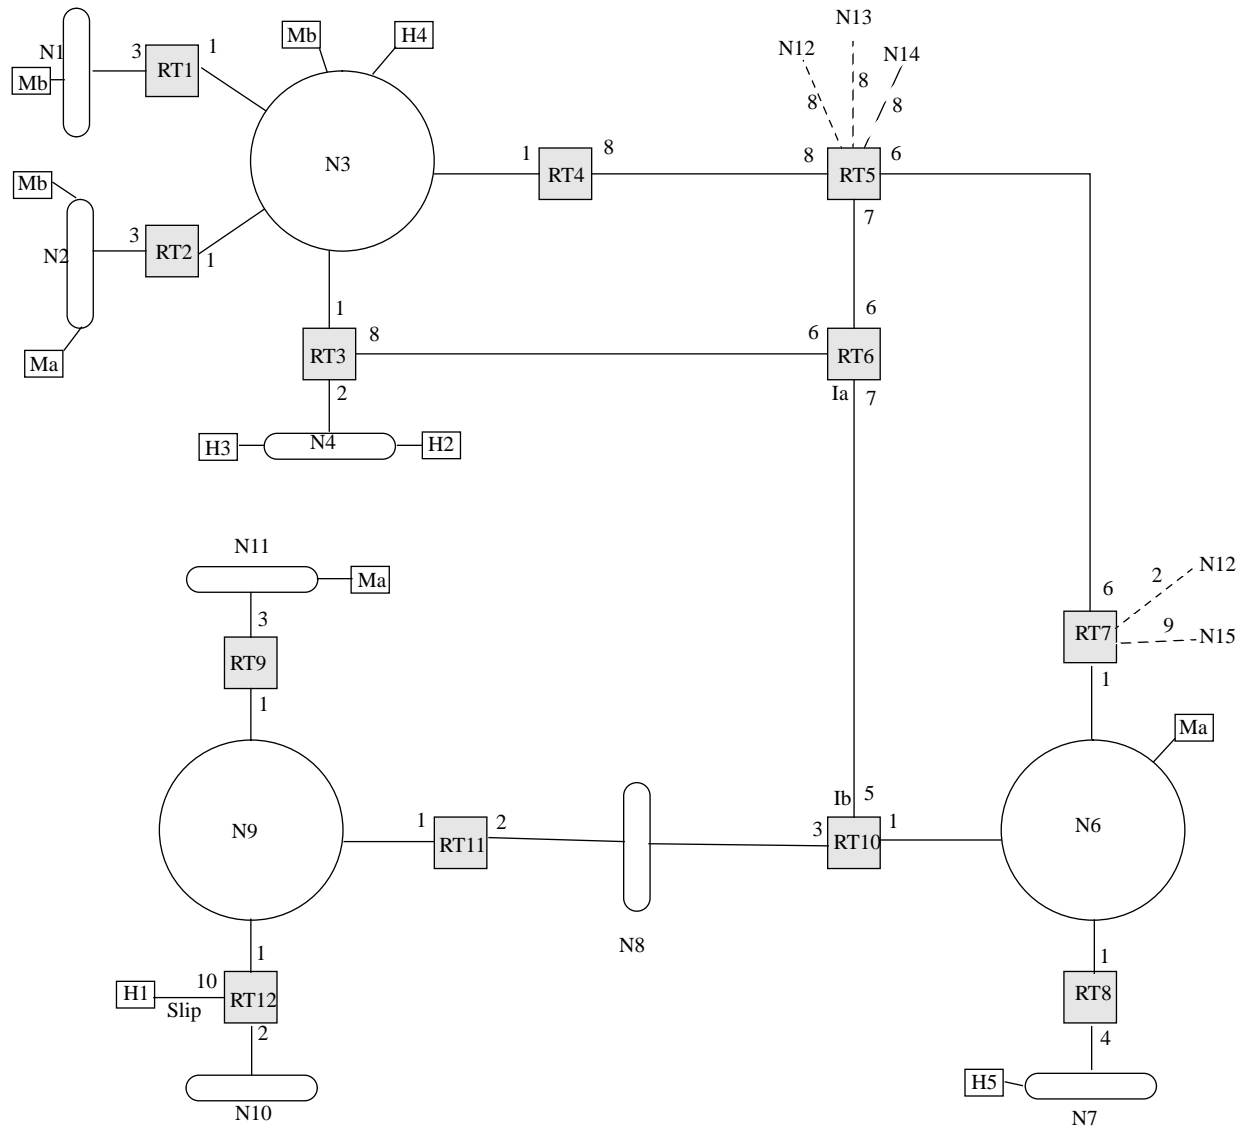 N13
N12
N14
8
8
8
N1
3
1
Mb
RT1
Mb
H4
N3
1
8
RT4
8
6
RT5
7
Mb
N2
3
RT2
1
Ma
1
8
RT3
2
6
6
RT6
Ia
7
H3
N4
H2
N11
Ma
3
RT9
1
2
N12
6
RT7
9
N15
1
Ma
N9
1
2
RT11
Ib
5
3
1
RT10
N6
N8
1
10
H1
RT12
Slip
2
N10
1
RT8
4
H5
N7